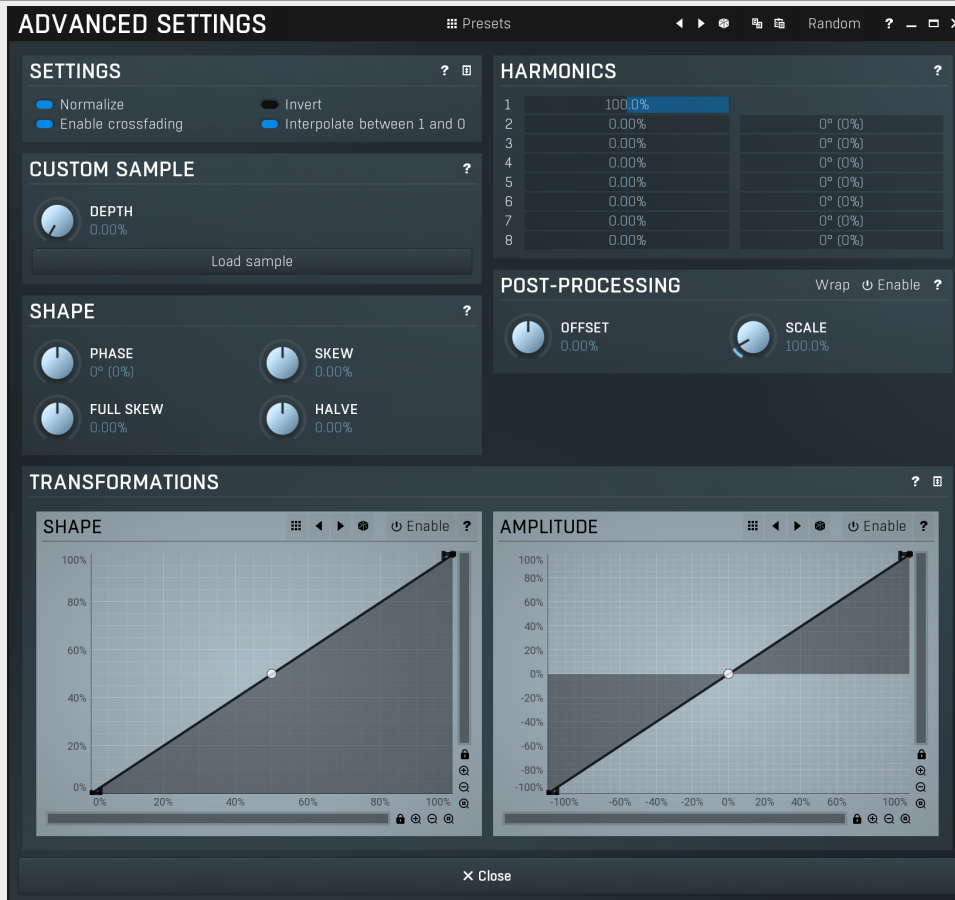 ADVANCED SETTINGS Presets Random ?
SETTINGS ?
Normalize Invert
Enable crossfading Interpolate between 1 and 0
CUSTOM SAMPLE ?
DEPTH
0.00%
Load sample
SHAPE ?
PHASE SKEW
0° (0%) 0.00%
FULL SKEW HALVE
0.00% 0.00%
HARMONICS ?
1 100.0%
2 0.00% 0° (0%)
3 0.00% 0° (0%)
4 0.00% 0° (0%)
5 0.00% 0° (0%)
6 0.00% 0° (0%)
7 0.00% 0° (0%)
8 0.00% 0° (0%)
POST-PROCESSING Wrap Enable ?
OFFSET SCALE
0.00% 100.0%
TRANSFORMATIONS ?
SHAPE Enable ?
100%
80%
60%
40%
20%
0%
0% 20% 40% 60% 80% 100%
AMPLITUDE Enable ?
100%
80%
60%
40%
20%
0%
-20%
-40%
-60%
-80%
-100%
-100% -60% -40% -20% 0% 20% 40% 60% 100%
Close